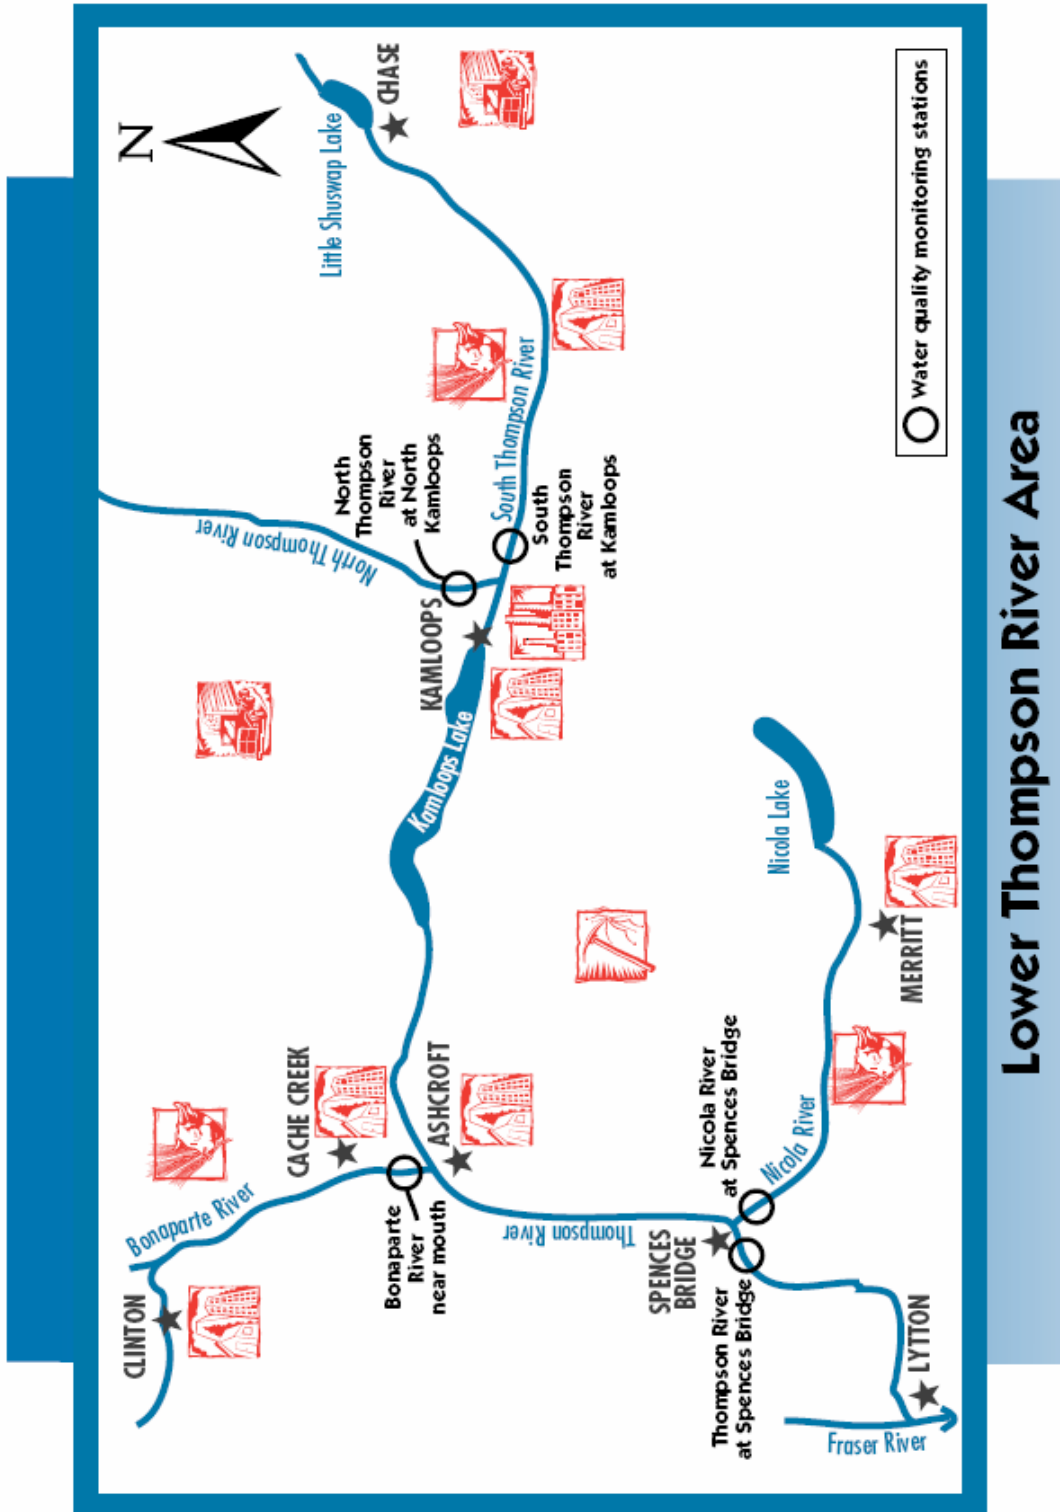 Lower Thompson River Area
N
CLINTON
Bonaparte River
CACHE CREEK
Bonaparte
River
near mouth
ASHCROFT
Thompson River
SPENCES
BRIDGE
Thompson River
at Spences Bridge
Nicola River
at Spences Bridge
Nicola River
LYTTON
Fraser River
MERRITT
Nicola Lake
Kamloops Lake
KAMLOOPS
North Thompson River
North
Thompson
River
at North
Kamloops
South Thompson River
South
Thompson
River
at Kamloops
Little Shuswap Lake
CHASE
Water quality monitoring stations